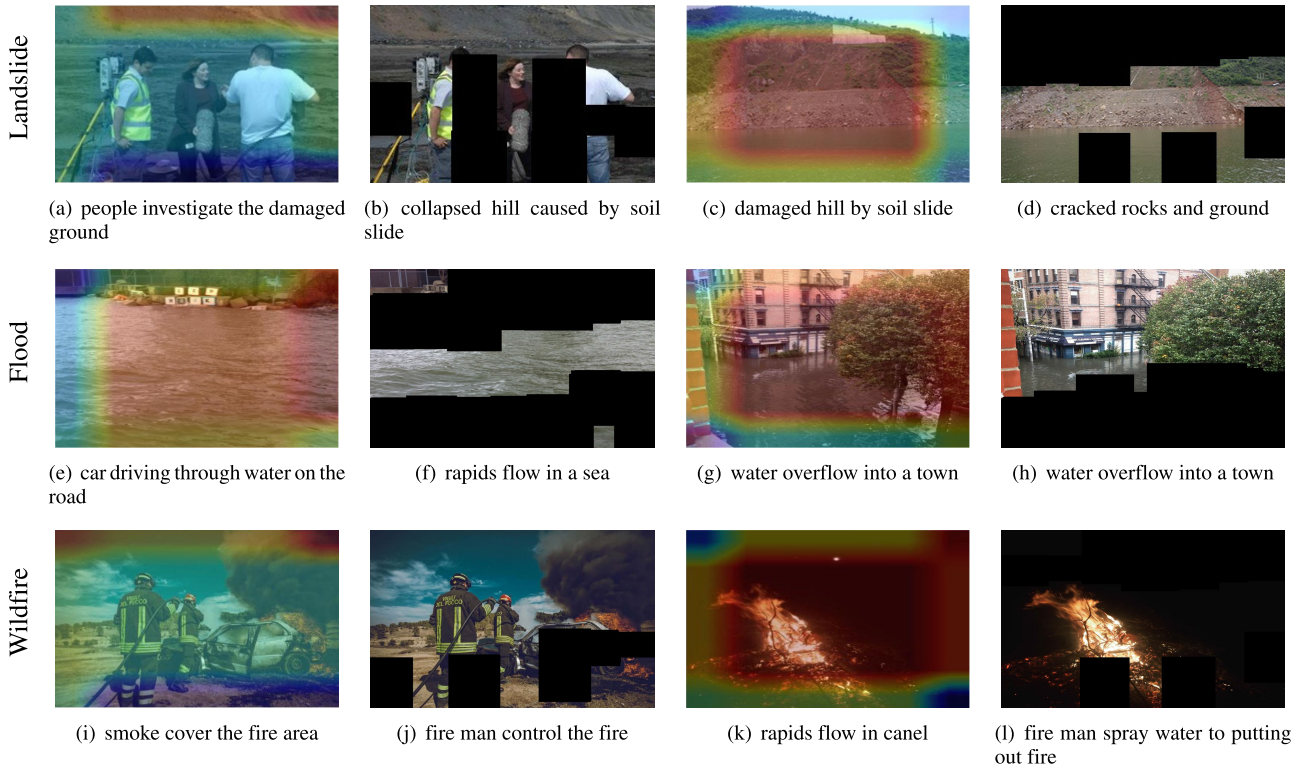 Landslide
(a) people investigate the damaged
ground
(b) collapsed hill caused by soil
slide
(c) damaged hill by soil slide
(d) cracked rocks and ground
Flood
(e) car driving through water on the
road
(f) rapids flow in a sea
(g) water overflow into a town
(h) water overflow into a town
Wildfire
(i) smoke cover the fire area
(j) fire man control the fire
(k) rapids flow in canel
(l) fire man spray water to putting
out fire